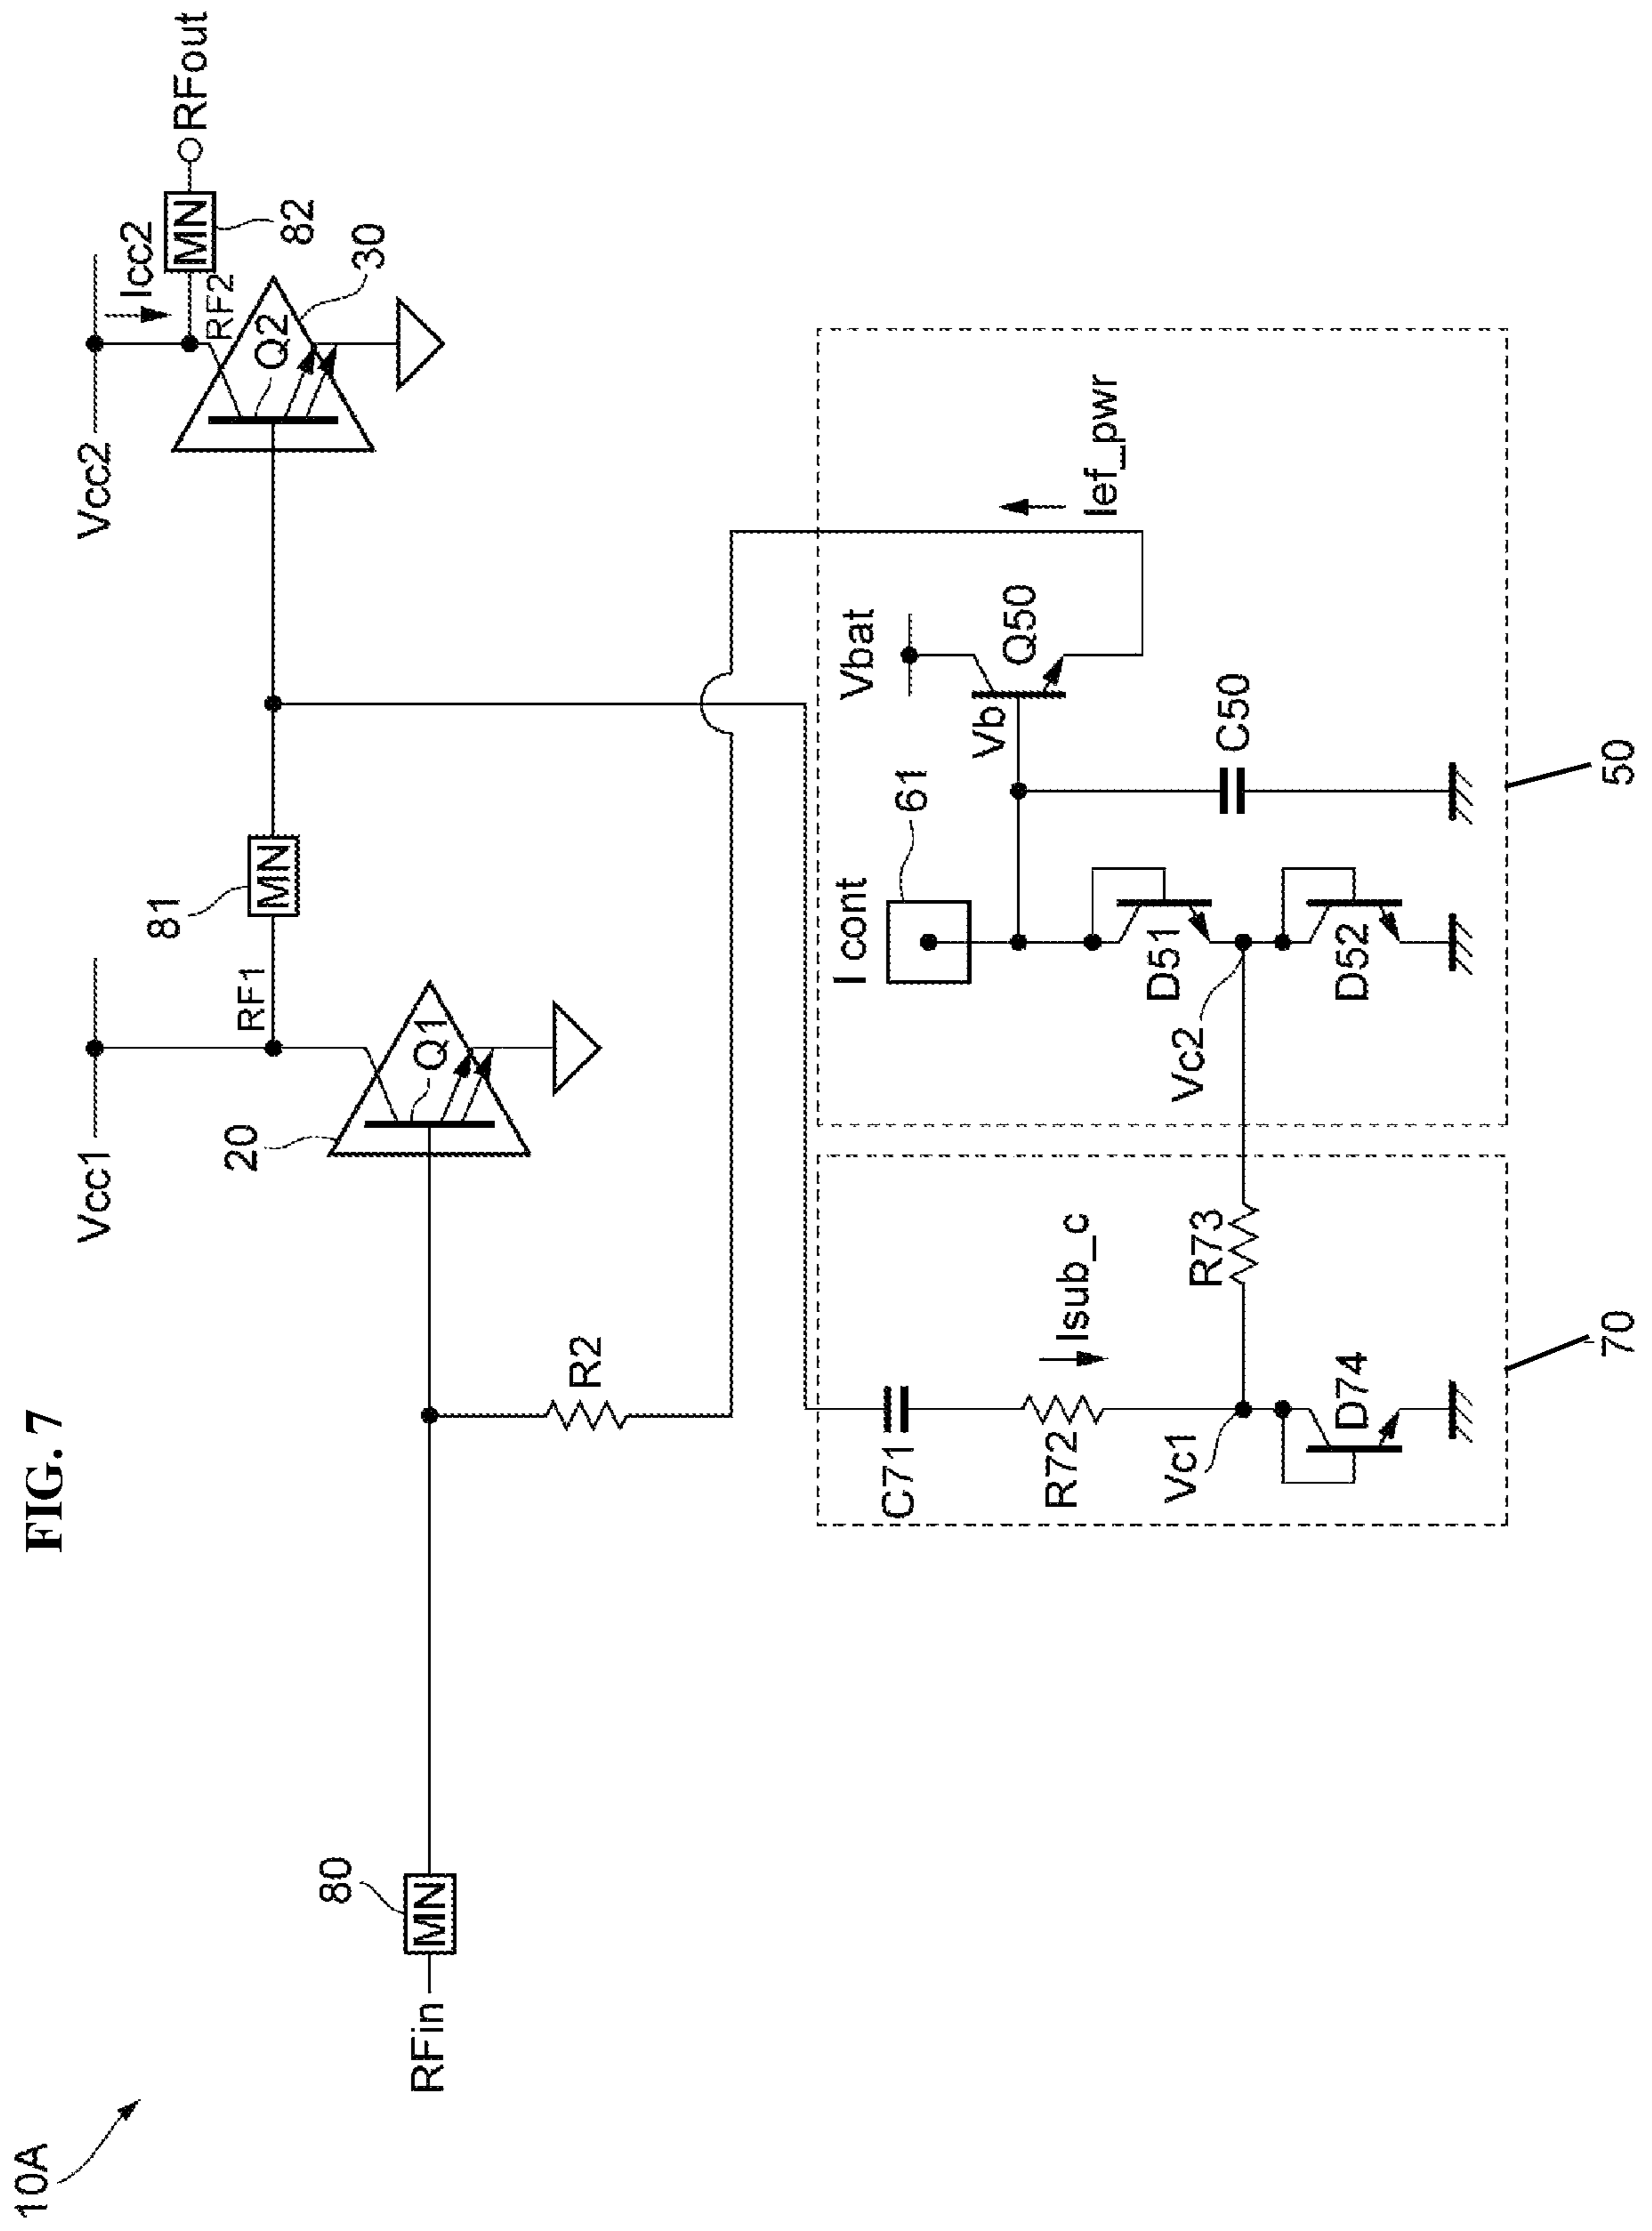 FIG. 7
10A
Vcc1
Vcc2
Icc2
MN
RFout
82
RF2
Q2
30
81
MN
RF1
20
Q1
80
MN
RFin
R2
Vbat
Vb
Q50
Ief_pwr
I cont
61
C50
D51
Vc2
D52
50
C71
R72
Isub_c
R73
Vc1
D74
70